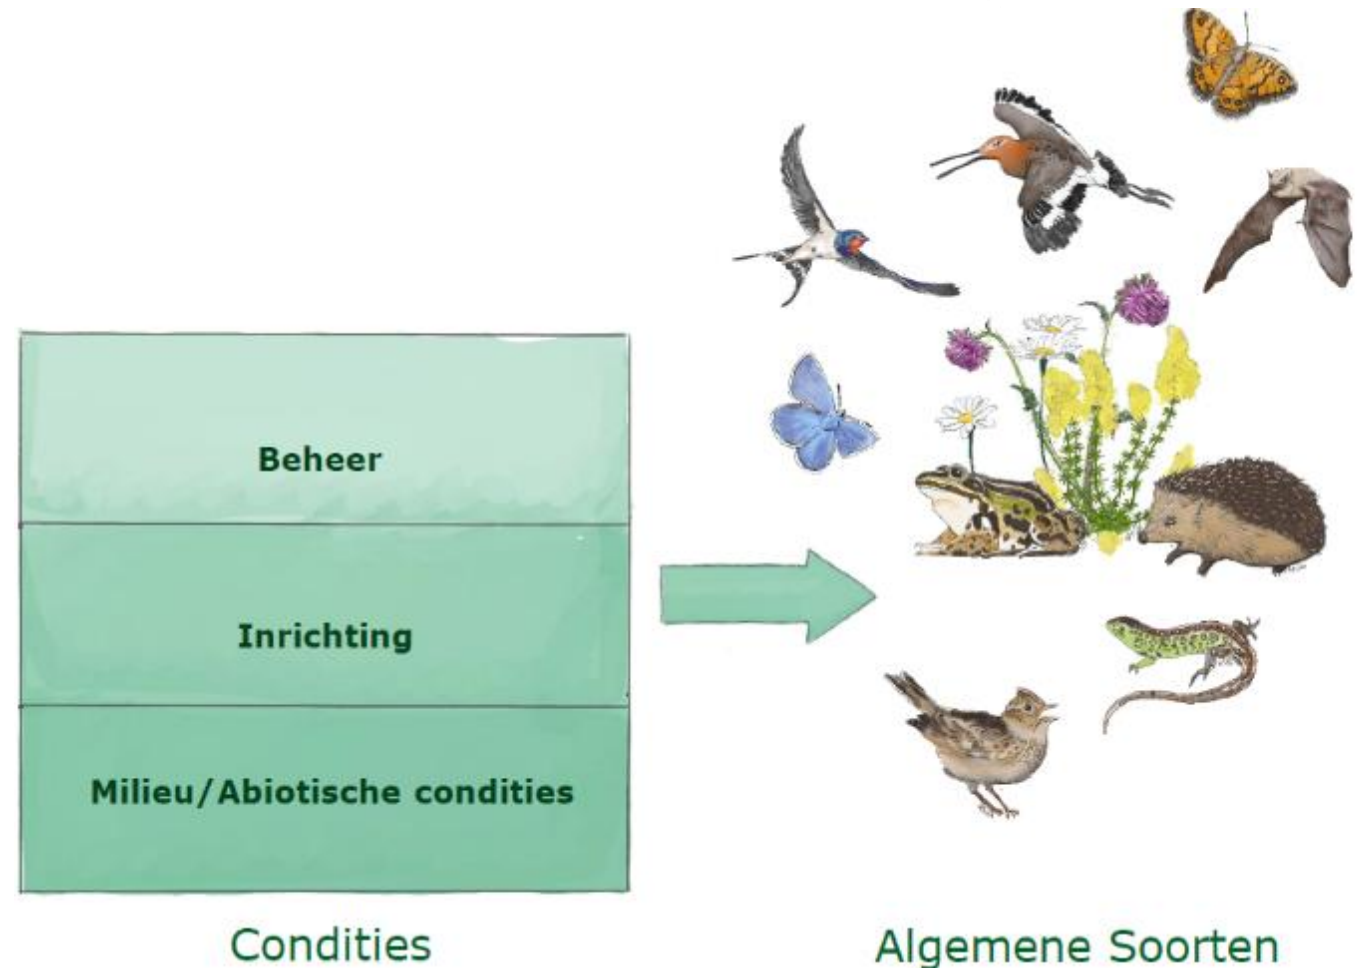 Beheer
Inrichting
Milieu/Abiotische condities
Condities
Algemene Soorten